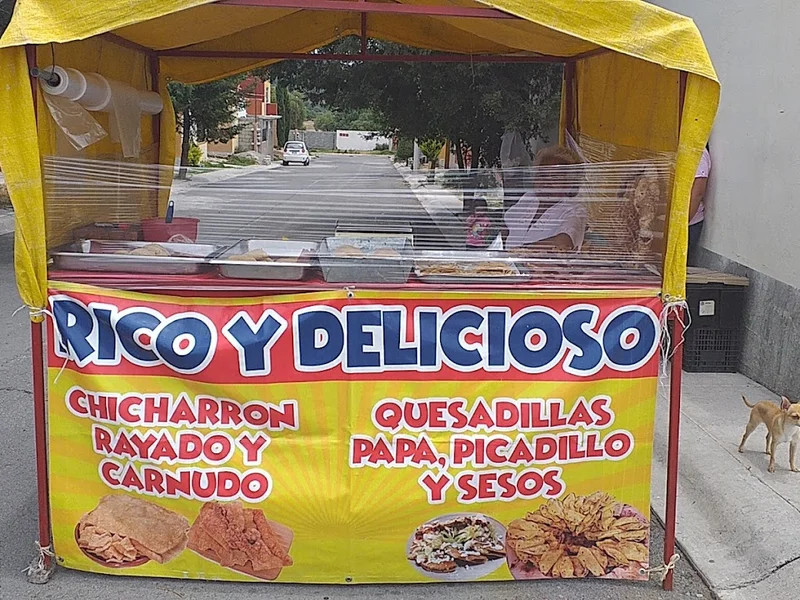 RICO Y DELICIOSO
CHICHARRON
RAYADO Y
CARNUDO
QUESADILLAS
PAPA, PICADILLO
Y SESOS